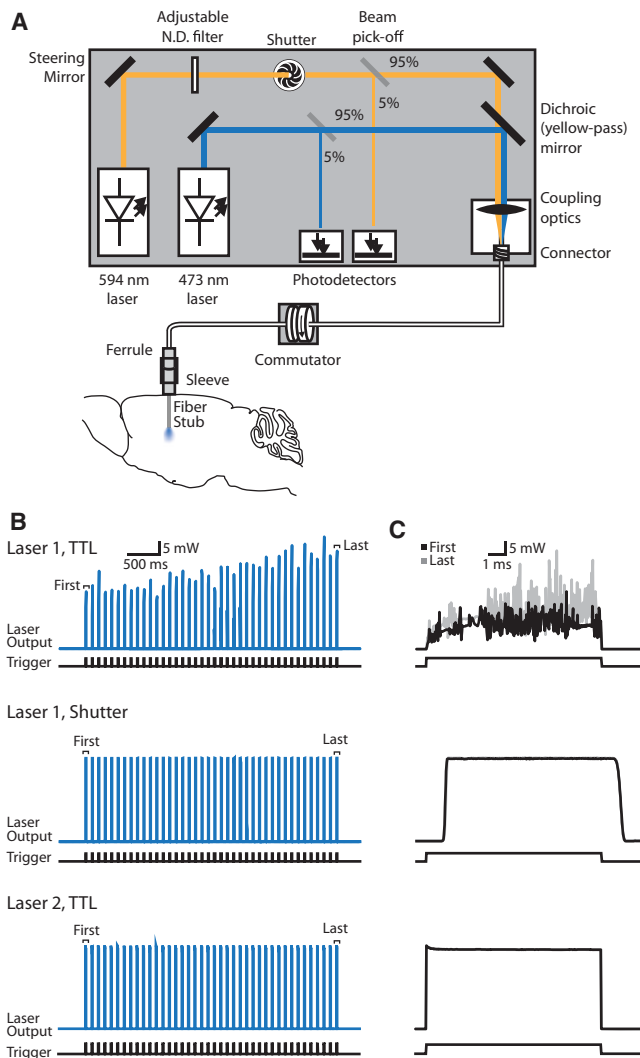 A
Adjustable
N.D. filter
Beam
pick-off
Steering
Mirror
Shutter
95%
5%
95%
5%
Dichroic
(yellow-pass)
mirror
Coupling
optics
Connector
594 nm
laser
473 nm
laser
Photodetectors
Ferrule
Sleeve
Fiber
Stub
Commutator
B
Laser 1, TTL
5 mW
500 ms
First
Last
Laser
Output
Trigger
C
First
Last
5 mW
1 ms
Laser 1, Shutter
First
Last
Laser
Output
Trigger
Laser 2, TTL
First
Last
Laser
Output
Trigger